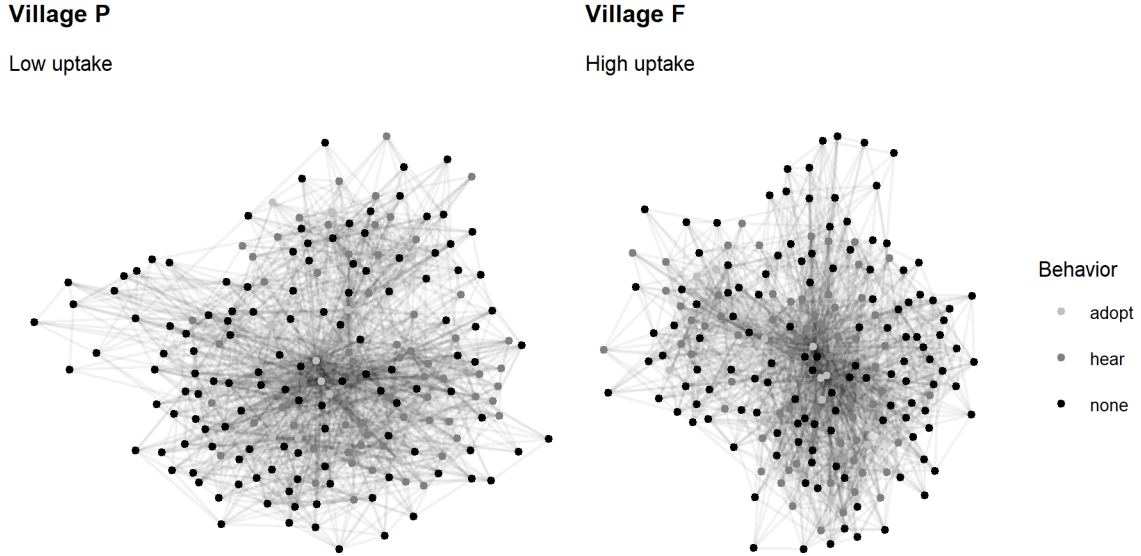 Village P
Low uptake
Village F
High uptake
Behavior
adopt
hear
none